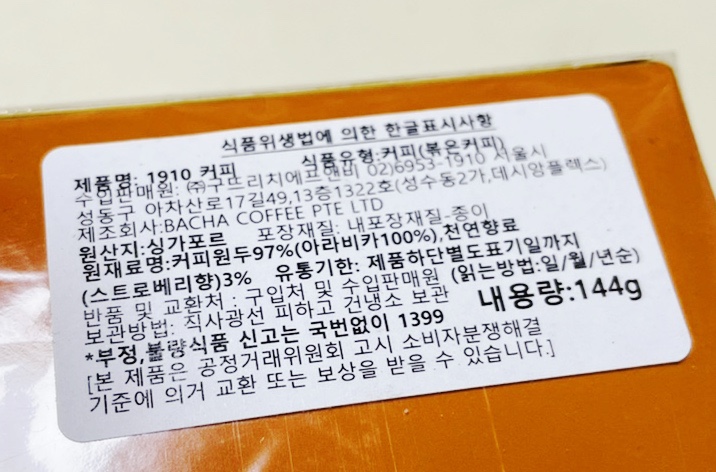 식품위생법에 의한 한글표시사항
제품명: 1910 커피 식품유형:커피(볶은커피)
수입판매원: ㈜구뜨리치에프앤비 02)6953-1910 서울시
성동구 아차산로17길49,13층1322호(성수동2가,데시앙플렉스)
제조회사:BACHA COFFEE PTE LTD
원산지:싱가포르 포장재질: 내포장재질-종이
원재료명:커피원두97%(아라비카100%),천연향료
(스트로베리향)3% 유통기한: 제품하단별도표기일까지
반품 및 교환처 : 구입처 및 수입판매원 (읽는방법:일/월/년순)
보관방법: 직사광선 피하고 건냉소 보관 내용량:144g
*부정,불량식품 신고는 국번없이 1399
[본 제품은 공정거래위원회 고시 소비자분쟁해결
기준에 의거 교환 또는 보상을 받을 수 있습니다.]